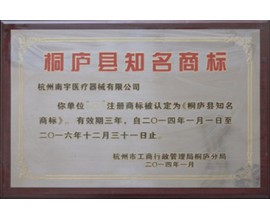 桐庐县知名商标
杭州南宇医疗器械有限公司
你单位“ ”注册商标被认定为《桐庐县知名
商标》。有效期三年，自二〇一四年一月一日至
二〇一六年十二月三十一日止。
杭州市工商行政管理局桐庐分局
二〇一四年一月